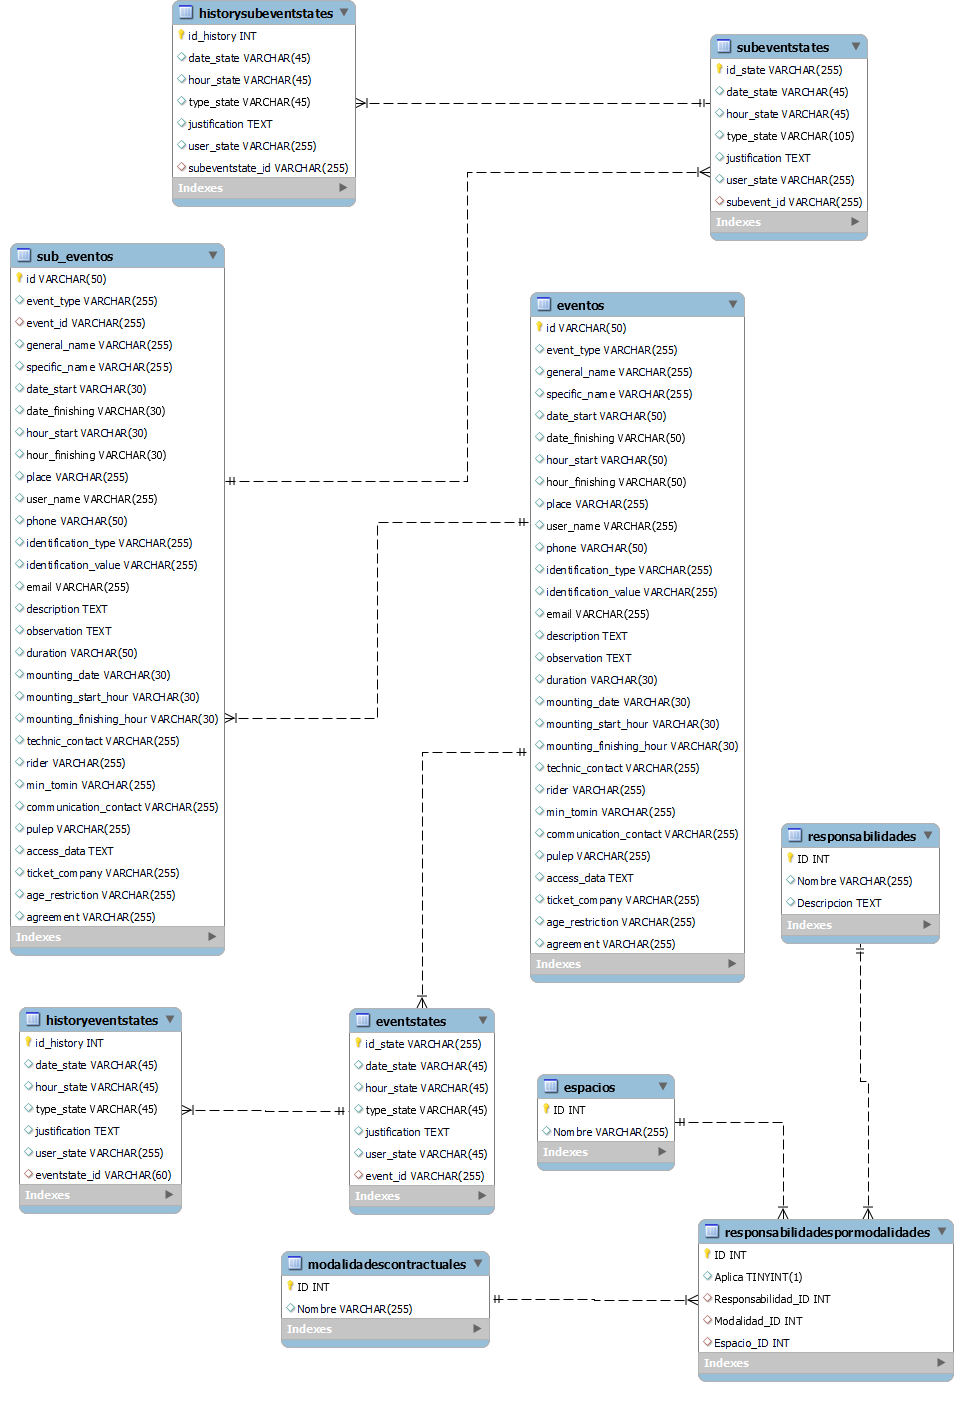 historysubeventstates
id_history INT
date_state VARCHAR(45)
hour_state VARCHAR(45)
type_state VARCHAR(45)
justification TEXT
user_state VARCHAR(255)
subeventstate_id VARCHAR(255)
Indexes
subeventstates
id_state VARCHAR(255)
date_state VARCHAR(45)
hour_state VARCHAR(45)
type_state VARCHAR(105)
justification TEXT
user_state VARCHAR(255)
subevent_id VARCHAR(255)
Indexes
sub_eventos
id VARCHAR(50)
event_type VARCHAR(255)
event_id VARCHAR(255)
general_name VARCHAR(255)
specific_name VARCHAR(255)
date_start VARCHAR(30)
date_finishing VARCHAR(30)
hour_start VARCHAR(30)
hour_finishing VARCHAR(30)
place VARCHAR(255)
user_name VARCHAR(255)
phone VARCHAR(50)
identification_type VARCHAR(255)
identification_value VARCHAR(255)
email VARCHAR(255)
description TEXT
observation TEXT
duration VARCHAR(50)
mounting_date VARCHAR(30)
mounting_start_hour VARCHAR(30)
mounting_finishing_hour VARCHAR(30)
technic_contact VARCHAR(255)
rider VARCHAR(255)
min_tomin VARCHAR(255)
communication_contact VARCHAR(255)
pulep VARCHAR(255)
access_data TEXT
ticket_company VARCHAR(255)
age_restriction VARCHAR(255)
agreement VARCHAR(255)
Indexes
eventos
id VARCHAR(50)
event_type VARCHAR(255)
general_name VARCHAR(255)
specific_name VARCHAR(255)
date_start VARCHAR(50)
date_finishing VARCHAR(50)
hour_start VARCHAR(50)
hour_finishing VARCHAR(50)
place VARCHAR(255)
user_name VARCHAR(255)
phone VARCHAR(50)
identification_type VARCHAR(255)
identification_value VARCHAR(255)
email VARCHAR(255)
description TEXT
observation TEXT
duration VARCHAR(30)
mounting_date VARCHAR(30)
mounting_start_hour VARCHAR(30)
mounting_finishing_hour VARCHAR(30)
technic_contact VARCHAR(255)
rider VARCHAR(255)
min_tomin VARCHAR(255)
communication_contact VARCHAR(255)
pulep VARCHAR(255)
access_data TEXT
ticket_company VARCHAR(255)
age_restriction VARCHAR(255)
agreement VARCHAR(255)
Indexes
responsabilidades
ID INT
Nombre VARCHAR(255)
Descripcion TEXT
Indexes
historyeventstates
id_history INT
date_state VARCHAR(45)
hour_state VARCHAR(45)
type_state VARCHAR(45)
justification TEXT
user_state VARCHAR(255)
eventstate_id VARCHAR(60)
Indexes
eventstates
id_state VARCHAR(255)
date_state VARCHAR(45)
hour_state VARCHAR(45)
type_state VARCHAR(45)
justification TEXT
user_state VARCHAR(45)
event_id VARCHAR(255)
Indexes
espacios
ID INT
Nombre VARCHAR(255)
Indexes
modalidadescontractuales
ID INT
Nombre VARCHAR(255)
Indexes
responsabilidadespormodalidades
ID INT
Aplica TINYINT(1)
Responsabilidad_ID INT
Modalidad_ID INT
Espacio_ID INT
Indexes